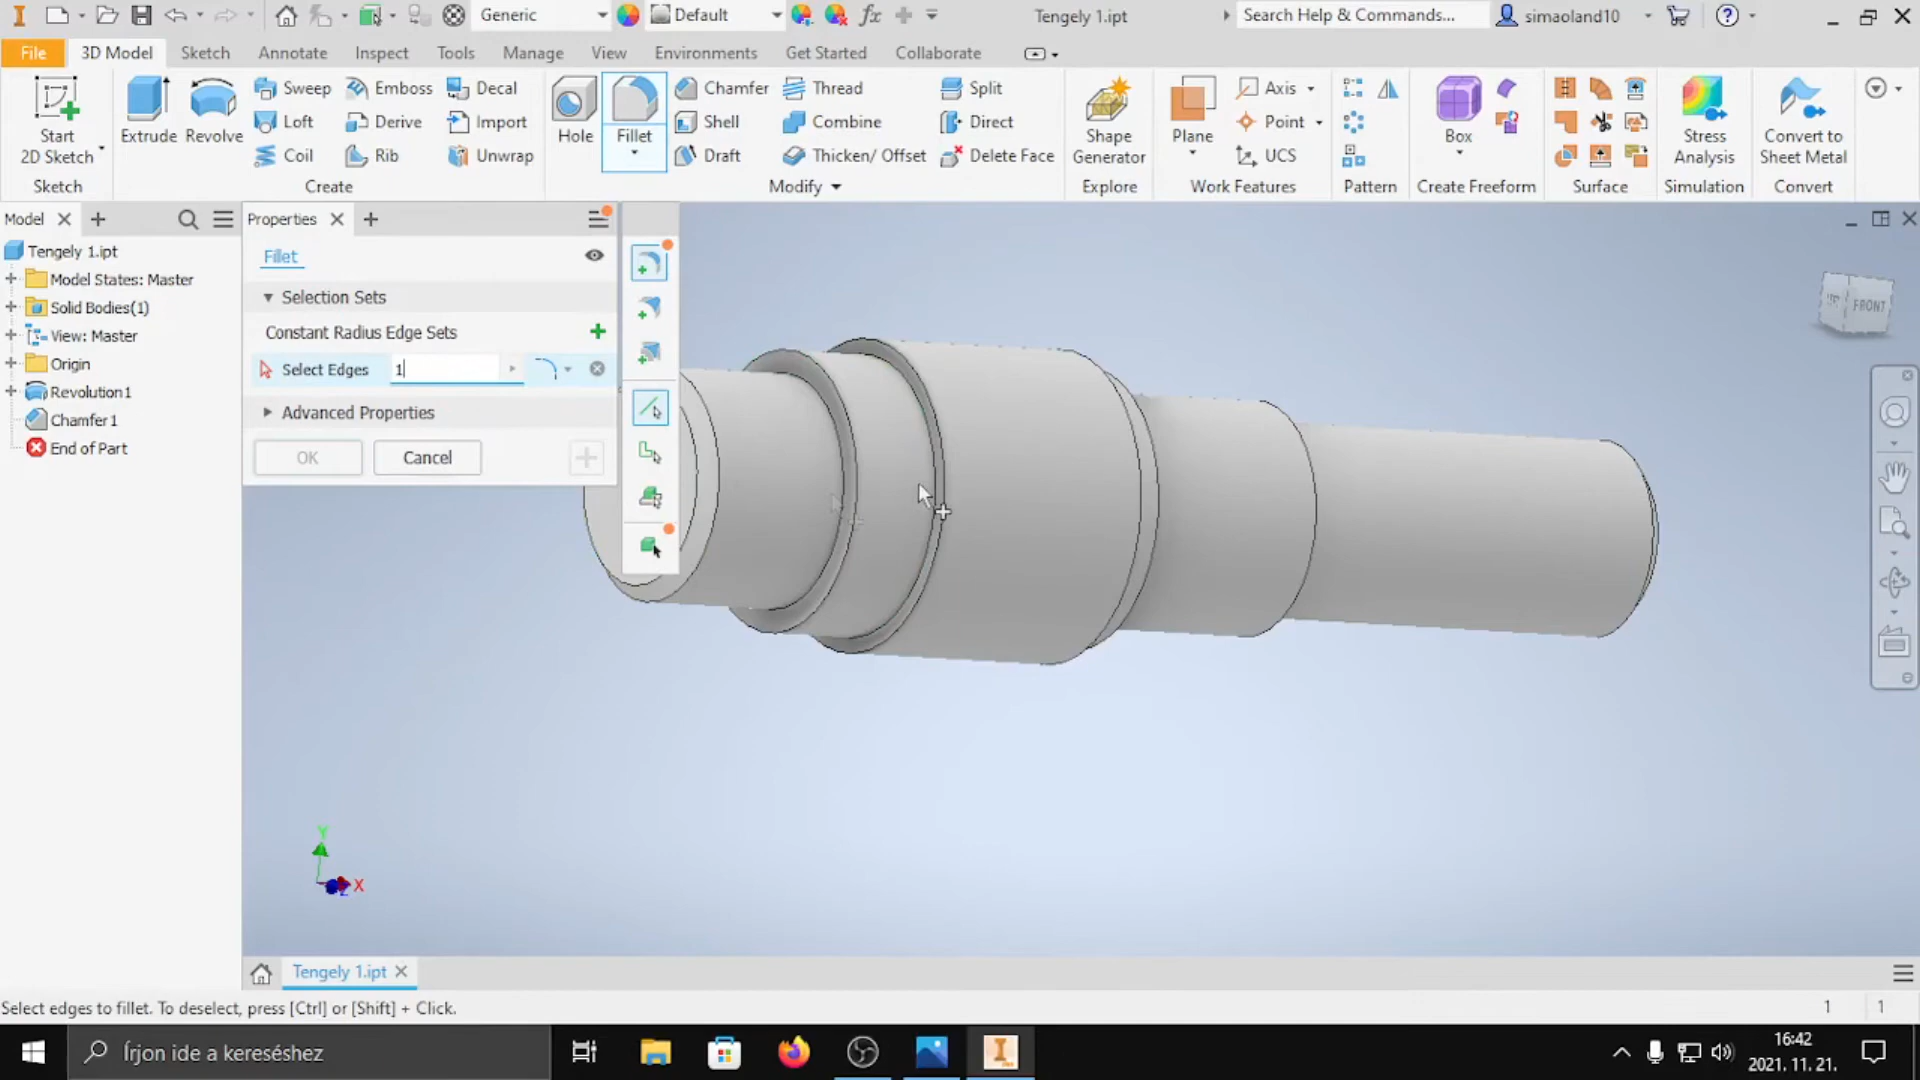 Generic
Default
Tengely 1.ipt
Search Help & Commands...
simaoland10
File
3D Model
Sketch
Annotate
Inspect
Tools
Manage
View
Environments
Get Started
Collaborate
Start
2D Sketch
Extrude
Revolve
Sweep
Emboss
Decal
Loft
Derive
Import
Coil
Rib
Unwrap
Hole
Fillet
Chamfer
Thread
Split
Shell
Combine
Direct
Draft
Thicken/ Offset
Delete Face
Shape
Generator
Plane
Axis
Point
UCS
Box
Stress
Analysis
Convert to
Sheet Metal
Sketch
Create
Modify
Explore
Work Features
Pattern
Create Freeform
Surface
Simulation
Convert
Model
Properties
Tengely 1.ipt
Model States: Master
Solid Bodies(1)
View: Master
Origin
Revolution1
Chamfer1
End of Part
Fillet
Selection Sets
Constant Radius Edge Sets
Select Edges
1
Advanced Properties
OK
Cancel
FRONT
Y
X
Tengely 1.ipt
Select edges to fillet. To deselect, press [Ctrl] or [Shift] + Click.
1
1
Írjon ide a kereséshez
16:42
2021. 11. 21.